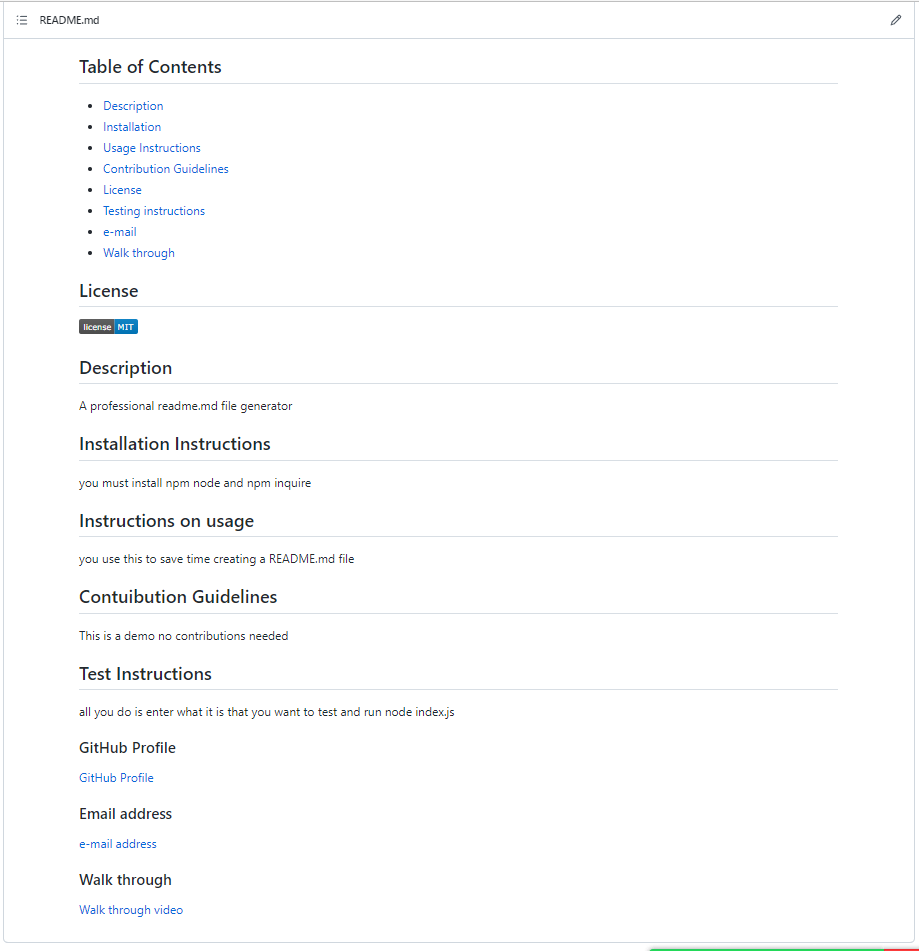 README.md
Table of Contents
Description
Installation
Usage Instructions
Contribution Guidelines
License
Testing instructions
e-mail
Walk through
License
license MIT
Description
A professional readme.md file generator
Installation Instructions
you must install npm node and npm inquire
Instructions on usage
you use this to save time creating a README.md file
Contuibution Guidelines
This is a demo no contributions needed
Test Instructions
all you do is enter what it is that you want to test and run node index.js
GitHub Profile
GitHub Profile
Email address
e-mail address
Walk through
Walk through video